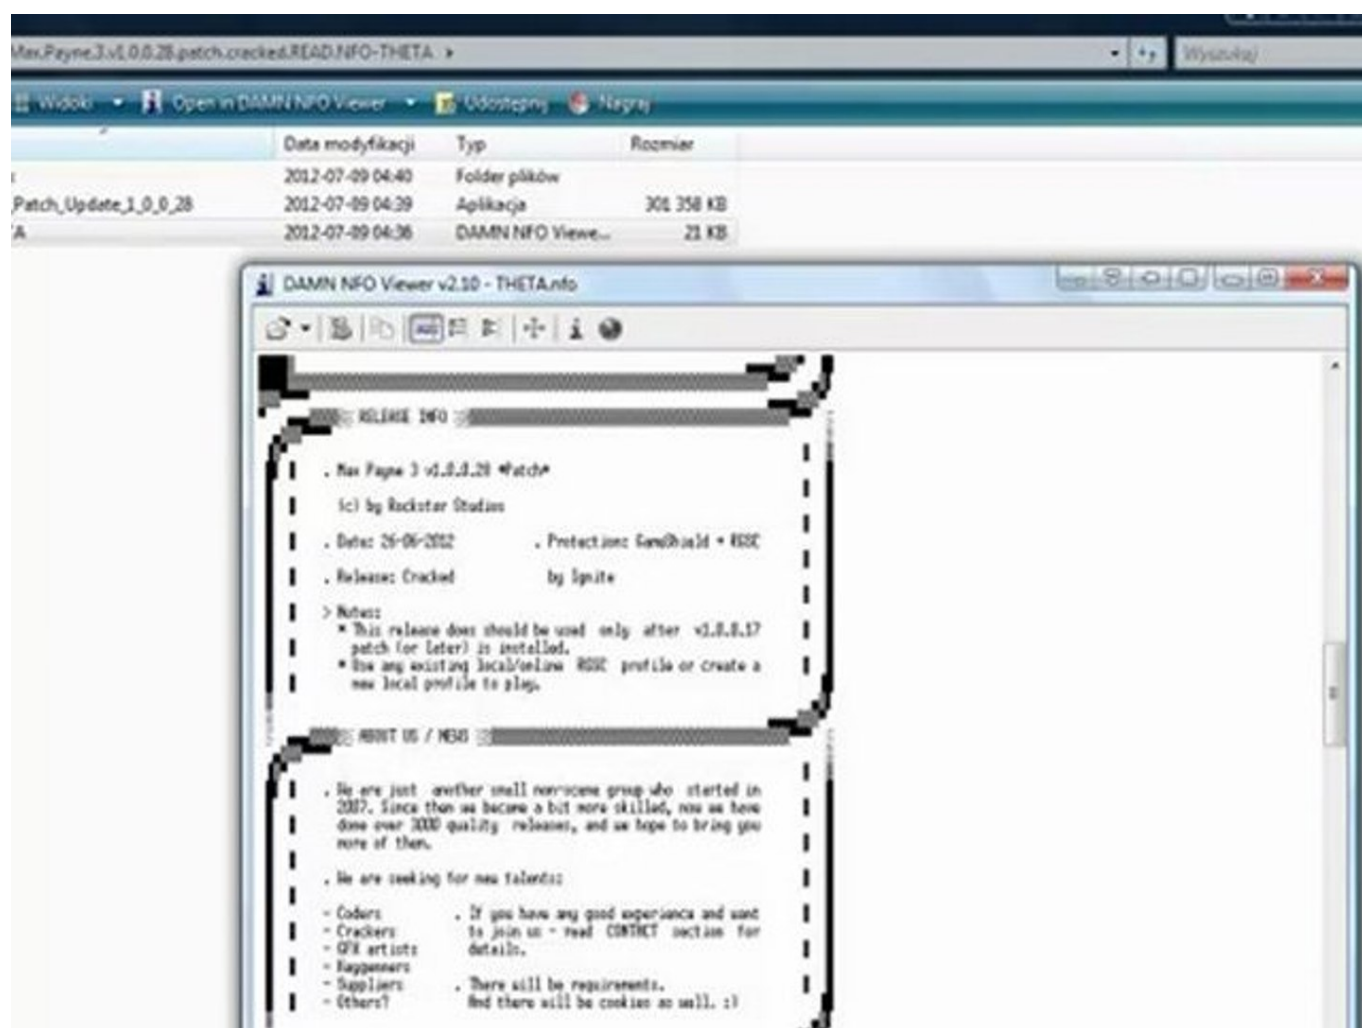 Max.Payne.3.v1.0.0.28.patch.cracked.READ.NFO-THETA
Wyszukaj
Widoki Open in DAMN NFO Viewer Udostępnij Nagraj
Data modyfikacji Typ Rozmiar
2012-07-09 04:40 Folder plików
Patch_Update_1_0_0_28 2012-07-09 04:39 Aplikacja 301 358 KB
A 2012-07-09 04:36 DAMN NFO Viewe... 21 KB
DAMN NFO Viewer v2.10 - THETA.nfo
RELEASE INFO
. Max Payne 3 v1.0.0.28 *Patch*
(c) by Rockstar Studios
. Date: 26-06-2012 . Protection: GameShield + RGSC
. Release: Cracked by Ignite
> Notes:
* This release does should be used only after v1.0.0.17
patch (or later) is installed.
* Use any existing local/online RGSC profile or create a
new local profile to play.
ABOUT US / NEWS
. We are just another small non-scene group who started in
2007. Since then we became a bit more skilled, now we have
done over 3000 quality releases, and we hope to bring you
more of them.
. We are seeking for new talents:
- Coders . If you have any good experience and want
- Crackers to join us - read CONTACT section for
- GFX artists details.
- Keygenners
- Suppliers . There will be requirements.
- Others? And there will be cookies as well. :)